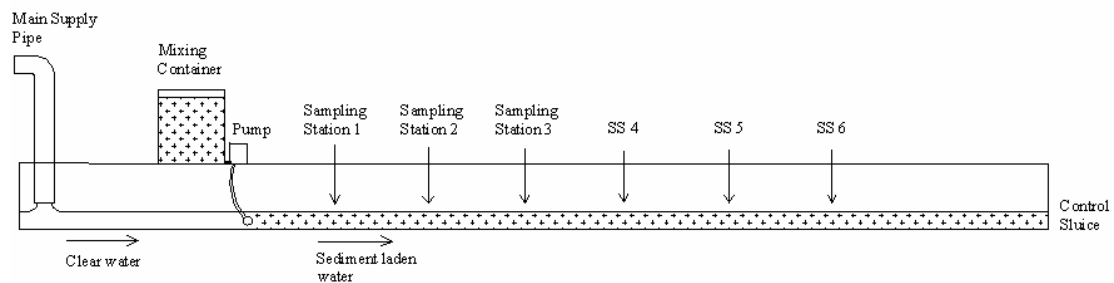 Main Supply
Pipe
Mixing
Container
Pump
Sampling
Station 1
Sampling
Station 2
Sampling
Station 3
SS 4
SS 5
SS 6
Control
Sluice
Clear water
Sediment laden
water